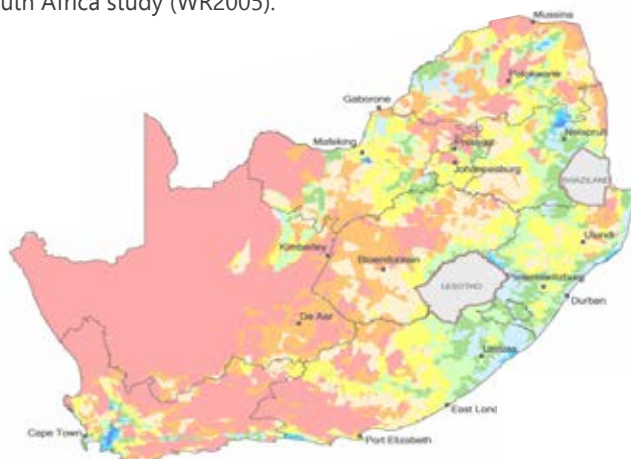 uth Africa study (WR2005).
Mussina
Polokwane
Gaborone
Mafeking
Nelspruit
Johannesburg
SWAZILAND
Ulundi
Kimberley
Bloemfontein
Pietermaritzburg
LESOTHO
Durban
De Aar
Umtata
East Lond
Cape Town
Port Elizabeth